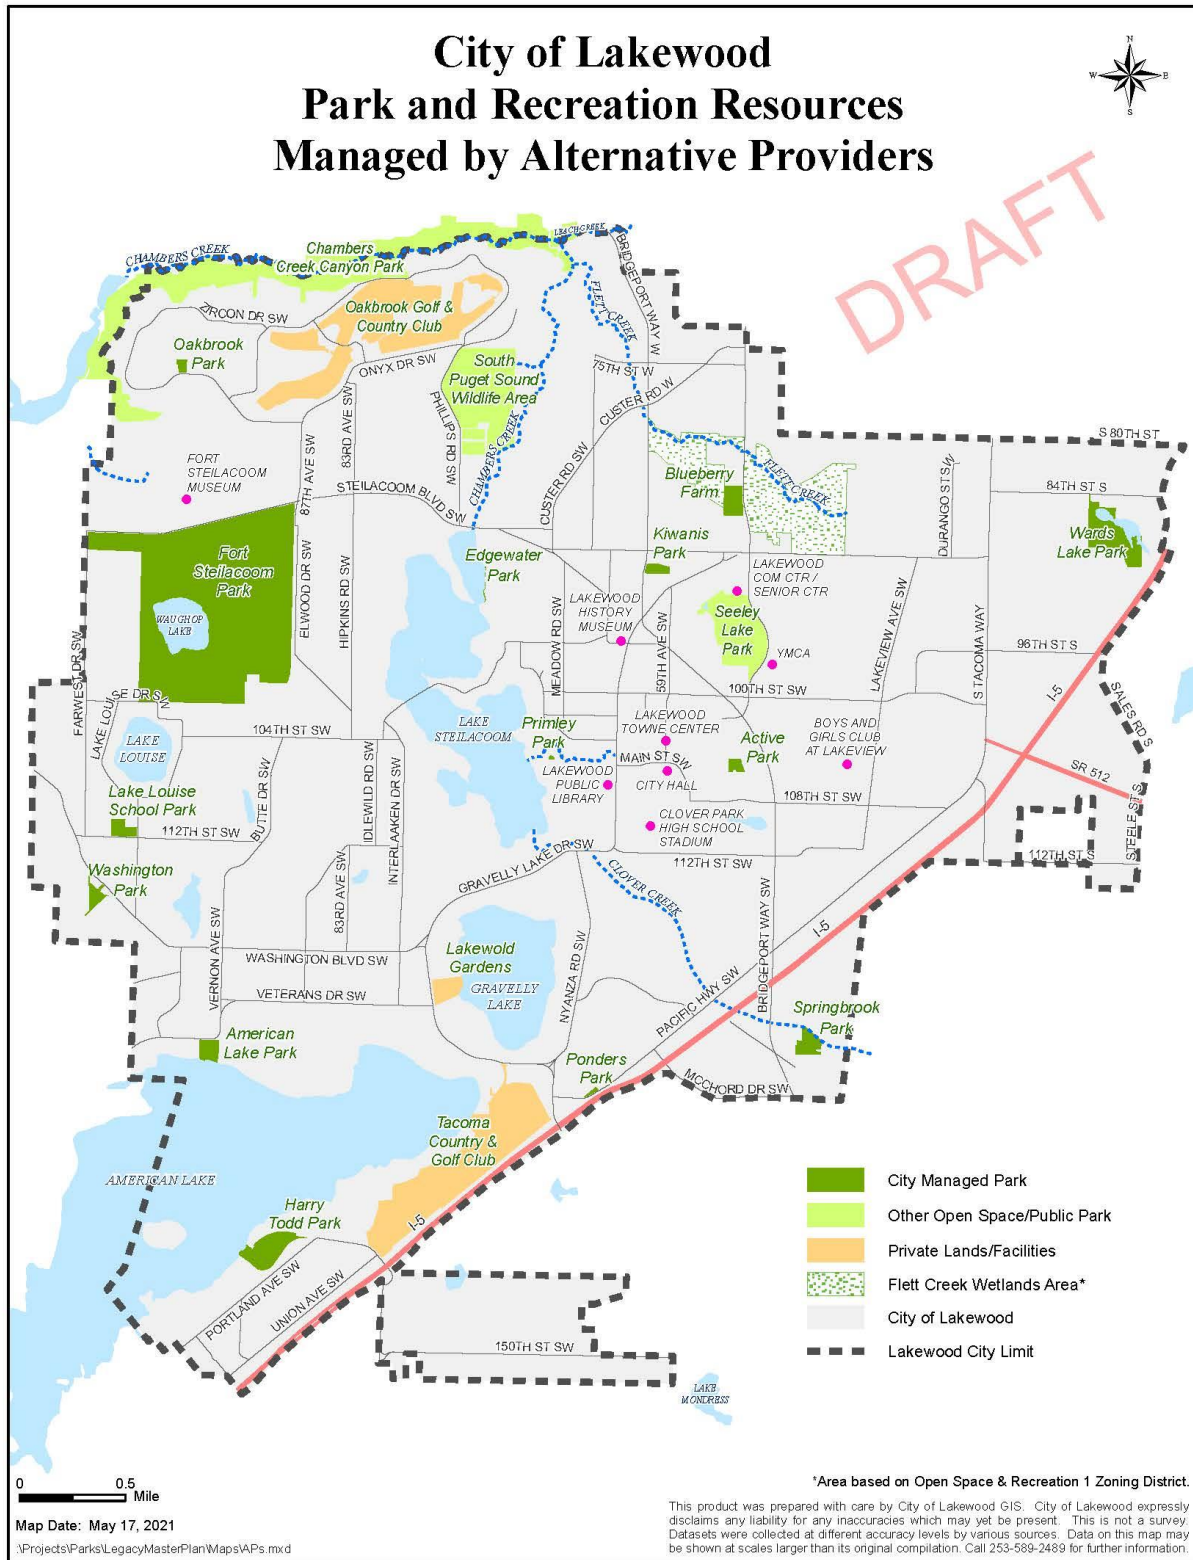 City of Lakewood
Park and Recreation Resources
Managed by Alternative Providers
N
W
E
S
DRAFT
CHAMBERS CREEK
Chambers
Creek Canyon Park
LEACH CREEK
BRIDGEPORT WAY W
FLETT CREEK
ZIRCON DR SW
Oakbrook Golf &
Country Club
Oakbrook
Park
ONYX DR SW
South
Puget Sound
Wildlife Area
75TH ST W
CUSTER RD W
PHILLIPS RD SW
83RD AVE SW
87TH AVE SW
CHAMBERS CREEK
CUSTER RD SW
S 80TH ST
FORT
STEILACOOM
MUSEUM
STEILACOOM BLVD SW
Blueberry
Farm
FLETT CREEK
DURANGO ST SW
84TH ST S
Wards
Lake Park
Fort
Steilacoom
Park
WAUGHOP
LAKE
ELWOOD DR SW
HIPKINS RD SW
Edgewater
Park
Kiwanis
Park
LAKEWOOD
COM CTR /
SENIOR CTR
LAKEWOOD
HISTORY
MUSEUM
Seeley
Lake
Park
YMCA
MEADOW RD SW
59TH AVE SW
LAKEVIEW AVE SW
S TACOMA WAY
96TH ST S
I-5
SALES RD S
FARWEST DR SW
LAKE LOUISE DR SW
100TH ST SW
104TH ST SW
LAKE
LOUISE
LAKE
STEILACOOM
Primley
Park
LAKEWOOD
TOWNE CENTER
MAIN ST SW
CITY HALL
LAKEWOOD
PUBLIC
LIBRARY
Active
Park
BOYS AND
GIRLS CLUB
AT LAKEVIEW
SR 512
Lake Louise
School Park
112TH ST SW
BUTTE DR SW
IDLEWILD RD SW
INTERLAAKEN DR SW
108TH ST SW
CLOVER PARK
HIGH SCHOOL
STADIUM
112TH ST SW
112TH ST S
STEELE ST S
Washington
Park
83RD AVE SW
GRAVELLY LAKE DR SW
CLOVER CREEK
VERNON AVE SW
WASHINGTON BLVD SW
VETERANS DR SW
Lakewold
Gardens
GRAVELLY
LAKE
NYANZA RD SW
PACIFIC HWY SW
BRIDGEPORT WAY SW
I-5
Springbrook
Park
American
Lake Park
Ponders
Park
MCCHORD DR SW
Tacoma
Country &
Golf Club
AMERICAN LAKE
Harry
Todd Park
I-5
PORTLAND AVE SW
UNION AVE SW
150TH ST SW
LAKE
MONDRESS
City Managed Park
Other Open Space/Public Park
Private Lands/Facilities
Flett Creek Wetlands Area*
City of Lakewood
Lakewood City Limit
0 0.5
Mile
Map Date: May 17, 2021
:\Projects\Parks\LegacyMasterPlan\Maps\APs.mxd
*Area based on Open Space & Recreation 1 Zoning District.
This product was prepared with care by City of Lakewood GIS. City of Lakewood expressly
disclaims any liability for any inaccuracies which may yet be present. This is not a survey.
Datasets were collected at different accuracy levels by various sources. Data on this map may
be shown at scales larger than its original compilation. Call 253-589-2489 for further information.